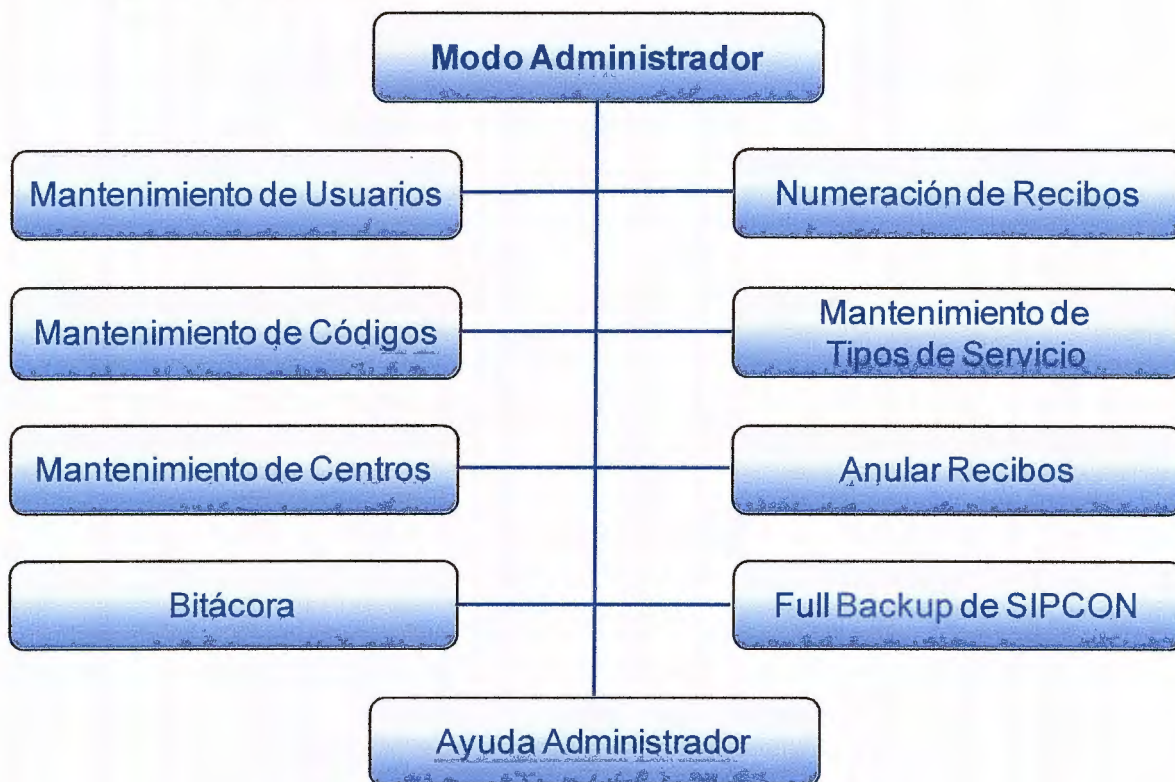 Modo Administrador
Mantenimiento de Usuarios
Numeración de Recibos
Mantenimiento de Códigos
Mantenimiento de
Tipos de Servicio
Mantenimiento de Centros
Anular Recibos
Bitácora
Full Backup de SIPCON
Ayuda Administrador